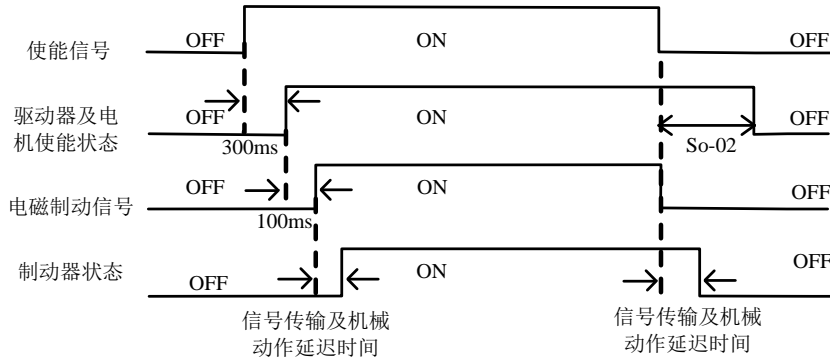 使能信号
OFF
ON
OFF
驱动器及电
机使能状态
OFF
ON
OFF
300ms
So-02
电磁制动信号
OFF
ON
OFF
100ms
制动器状态
OFF
ON
OFF
信号传输及机械
动作延迟时间
信号传输及机械
动作延迟时间